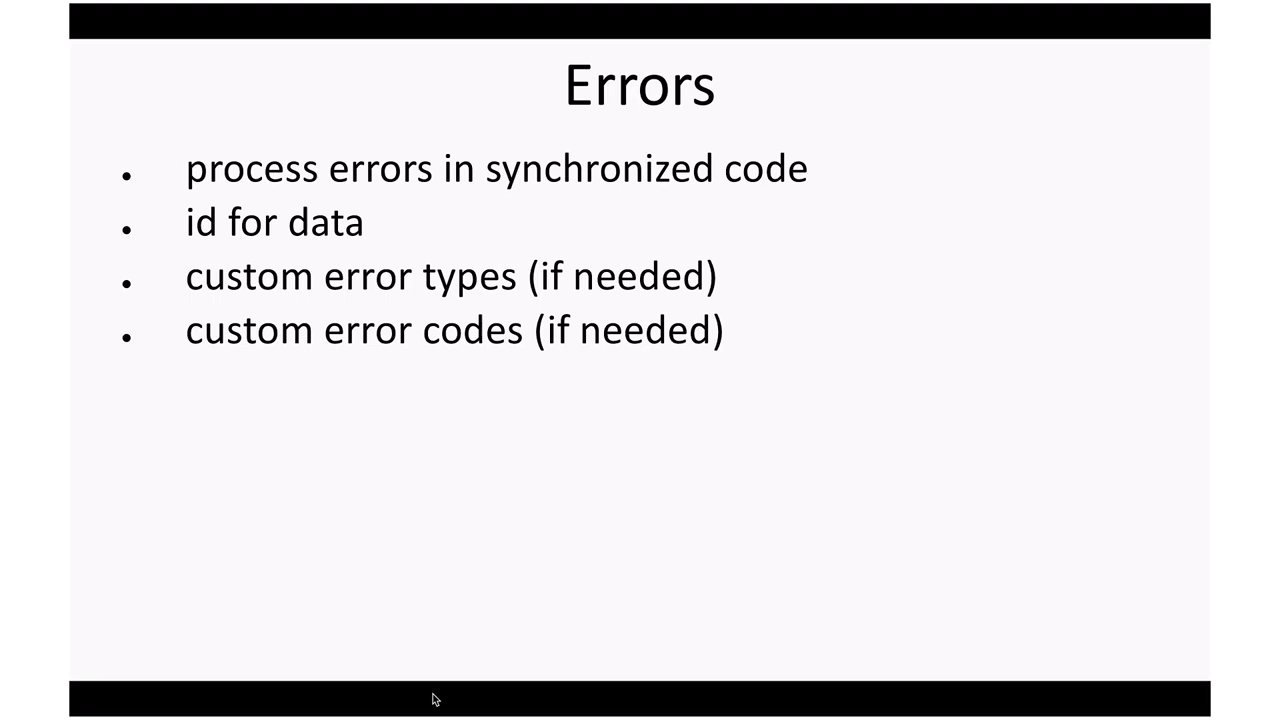 Errors
• process errors in synchronized code
• id for data
• custom error types (if needed)
• custom error codes (if needed)